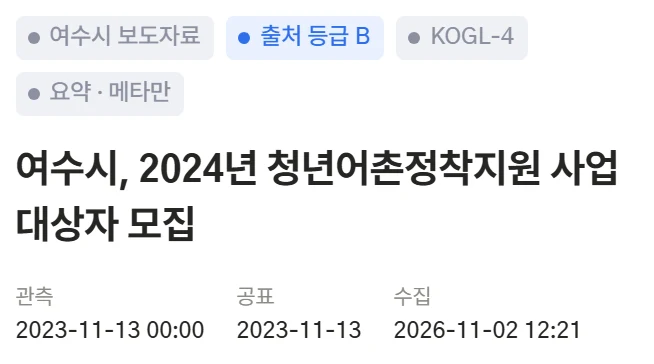 여수시 보도자료 출처 등급 B KOGL-4
요약 · 메타만
여수시, 2024년 청년어촌정착지원 사업
대상자 모집
관측 공표 수집
2023-11-13 00:00 2023-11-13 2026-11-02 12:21